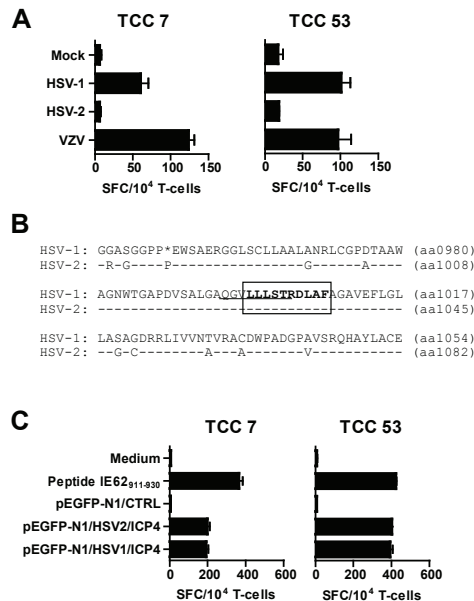 A
TCC 7 TCC 53
Mock
HSV-1
HSV-2
VZV
0 50 100 150 0 50 100 150
SFC/10⁴ T-cells SFC/10⁴ T-cells
B
HSV-1: GGASGGPP*EWSAERGGLSCLLAALANRLCGPDTAAW (aa0980)
HSV-2: --R-G----P-----------------G-----A---- (aa1008)
HSV-1: AGNWTGAPDVSALGAQGVLLLSTRDLAFAGAVEFLGL (aa1017)
HSV-2: ------------------------------------- (aa1045)
HSV-1: LASAGDRRLIVVNTVRACDWPADGPAVSRQHAYLACE (aa1054)
HSV-2: ---G-C---------A---A-------V--------- (aa1082)
C
TCC 7 TCC 53
Medium
Peptide IE62₉₁₁₋₉₃₀
pEGFP-N1/CTRL
pEGFP-N1/HSV2/ICP4
pEGFP-N1/HSV1/ICP4
0 200 400 600 0 200 400 600
SFC/10⁴ T-cells SFC/10⁴ T-cells